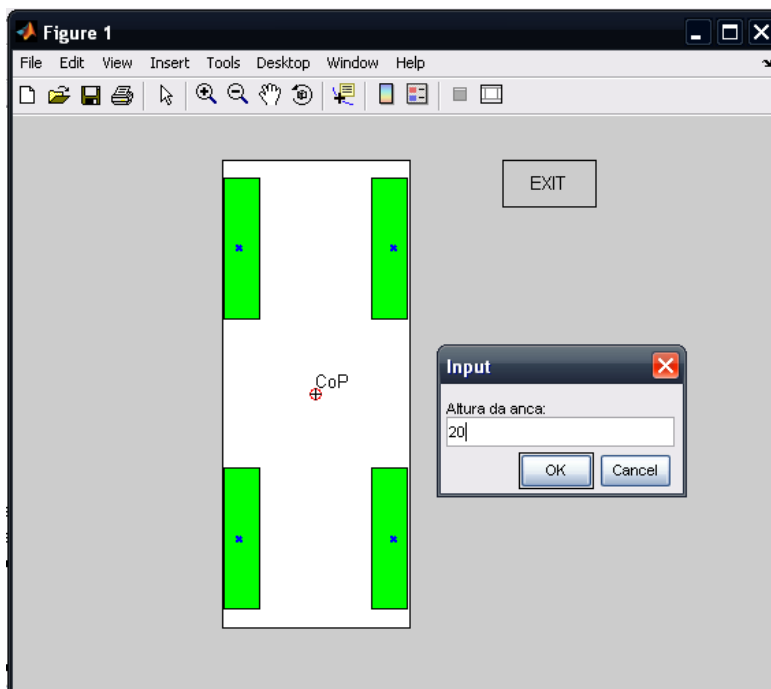 Figure 1
File Edit View Insert Tools Desktop Window Help
EXIT
CoP
Input
Altura da anca:
20
OK Cancel